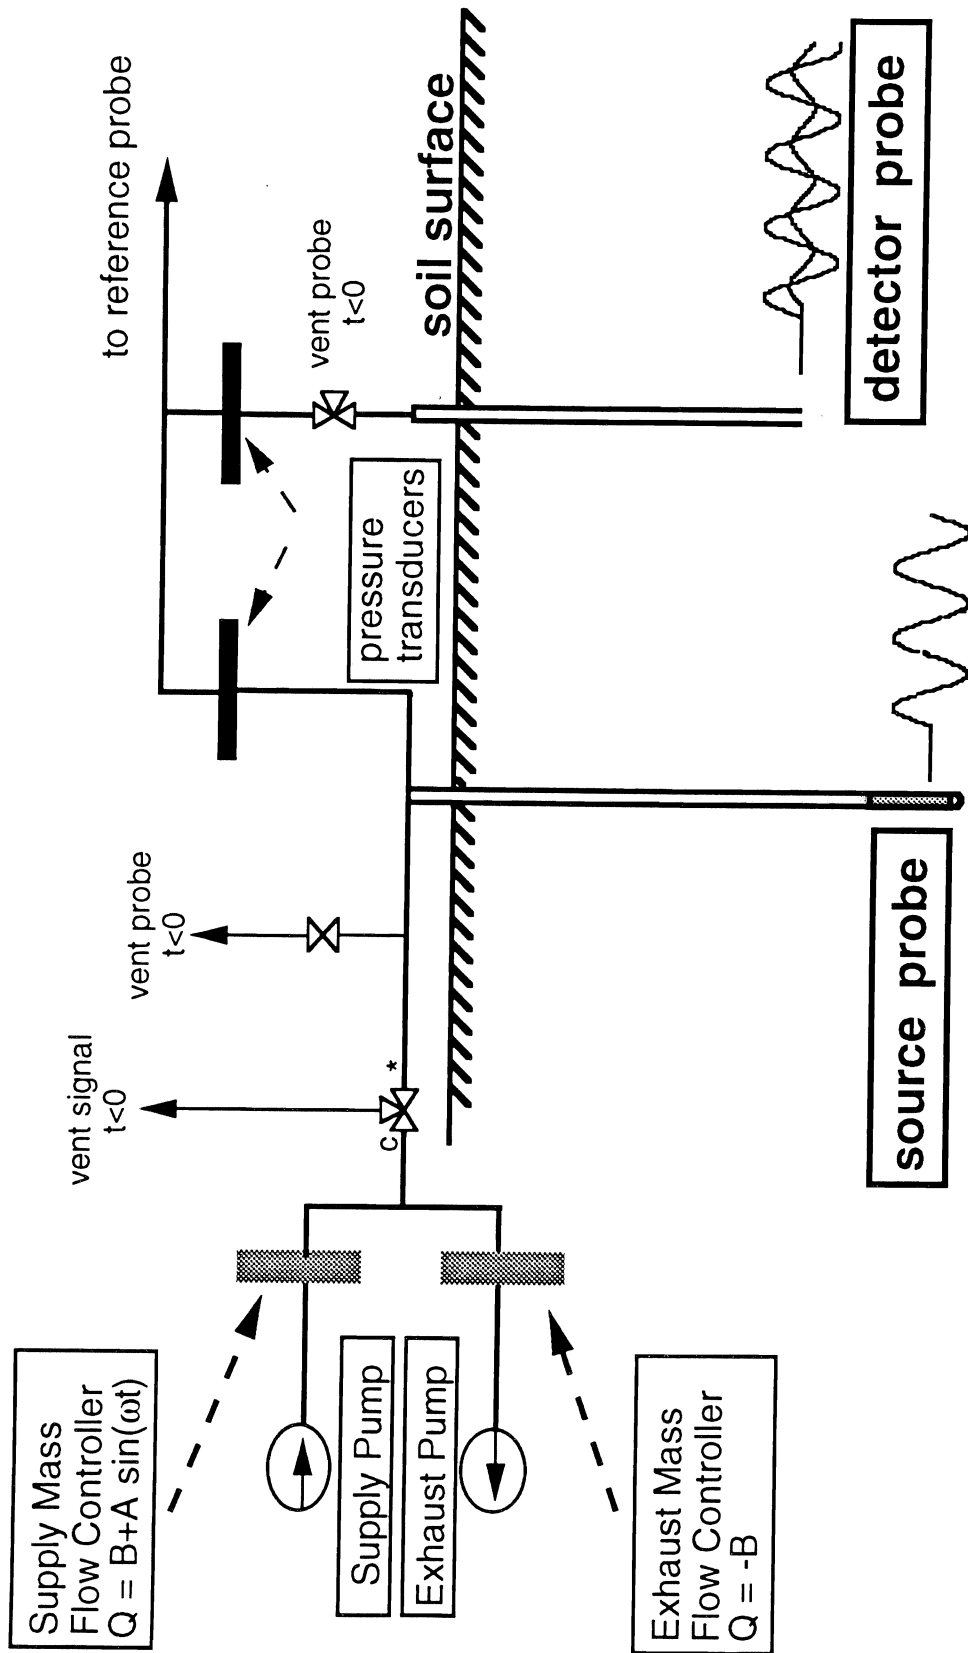 Supply Mass
Flow Controller
Q = B+A sin(ωt)
Supply Pump
Exhaust Pump
Exhaust Mass
Flow Controller
Q = -B
vent signal
t<0
C
*
vent probe
t<0
pressure
transducers
vent probe
t<0
to reference probe
soil surface
source probe
detector probe